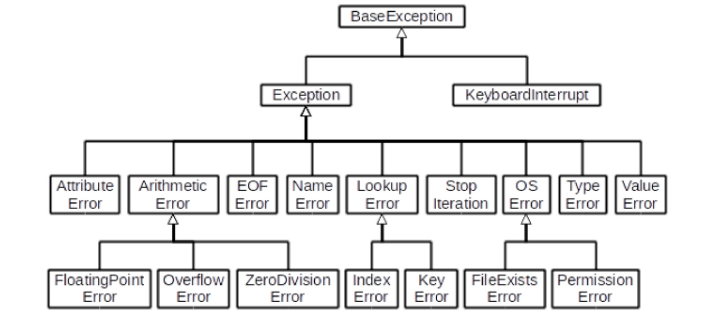 BaseException
Exception
KeyboardInterrupt
Attribute
Error
Arithmetic
Error
EOF
Error
Name
Error
Lookup
Error
Stop
Iteration
OS
Error
Type
Error
Value
Error
FloatingPoint
Error
Overflow
Error
ZeroDivision
Error
Index
Error
Key
Error
FileExists
Error
Permission
Error